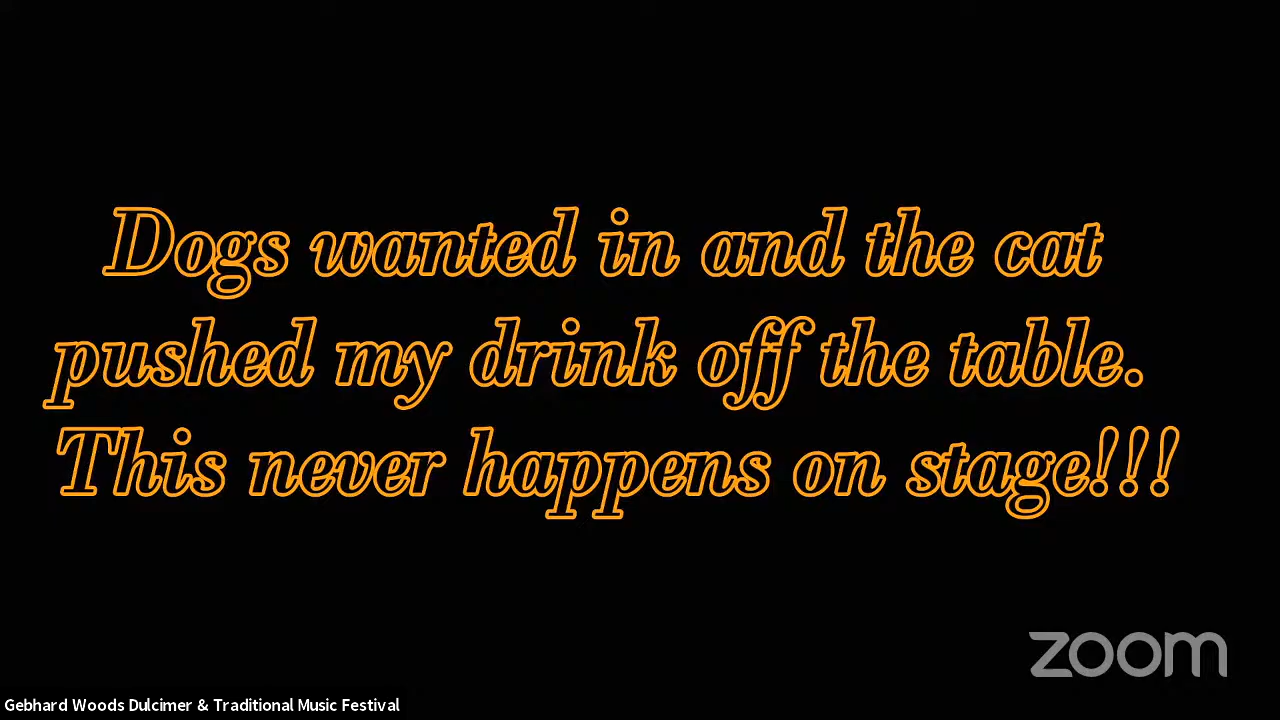 Dogs wanted in and the cat
pushed my drink off the table.
This never happens on stage!!!
zoom
Gebhard Woods Dulcimer & Traditional Music Festival